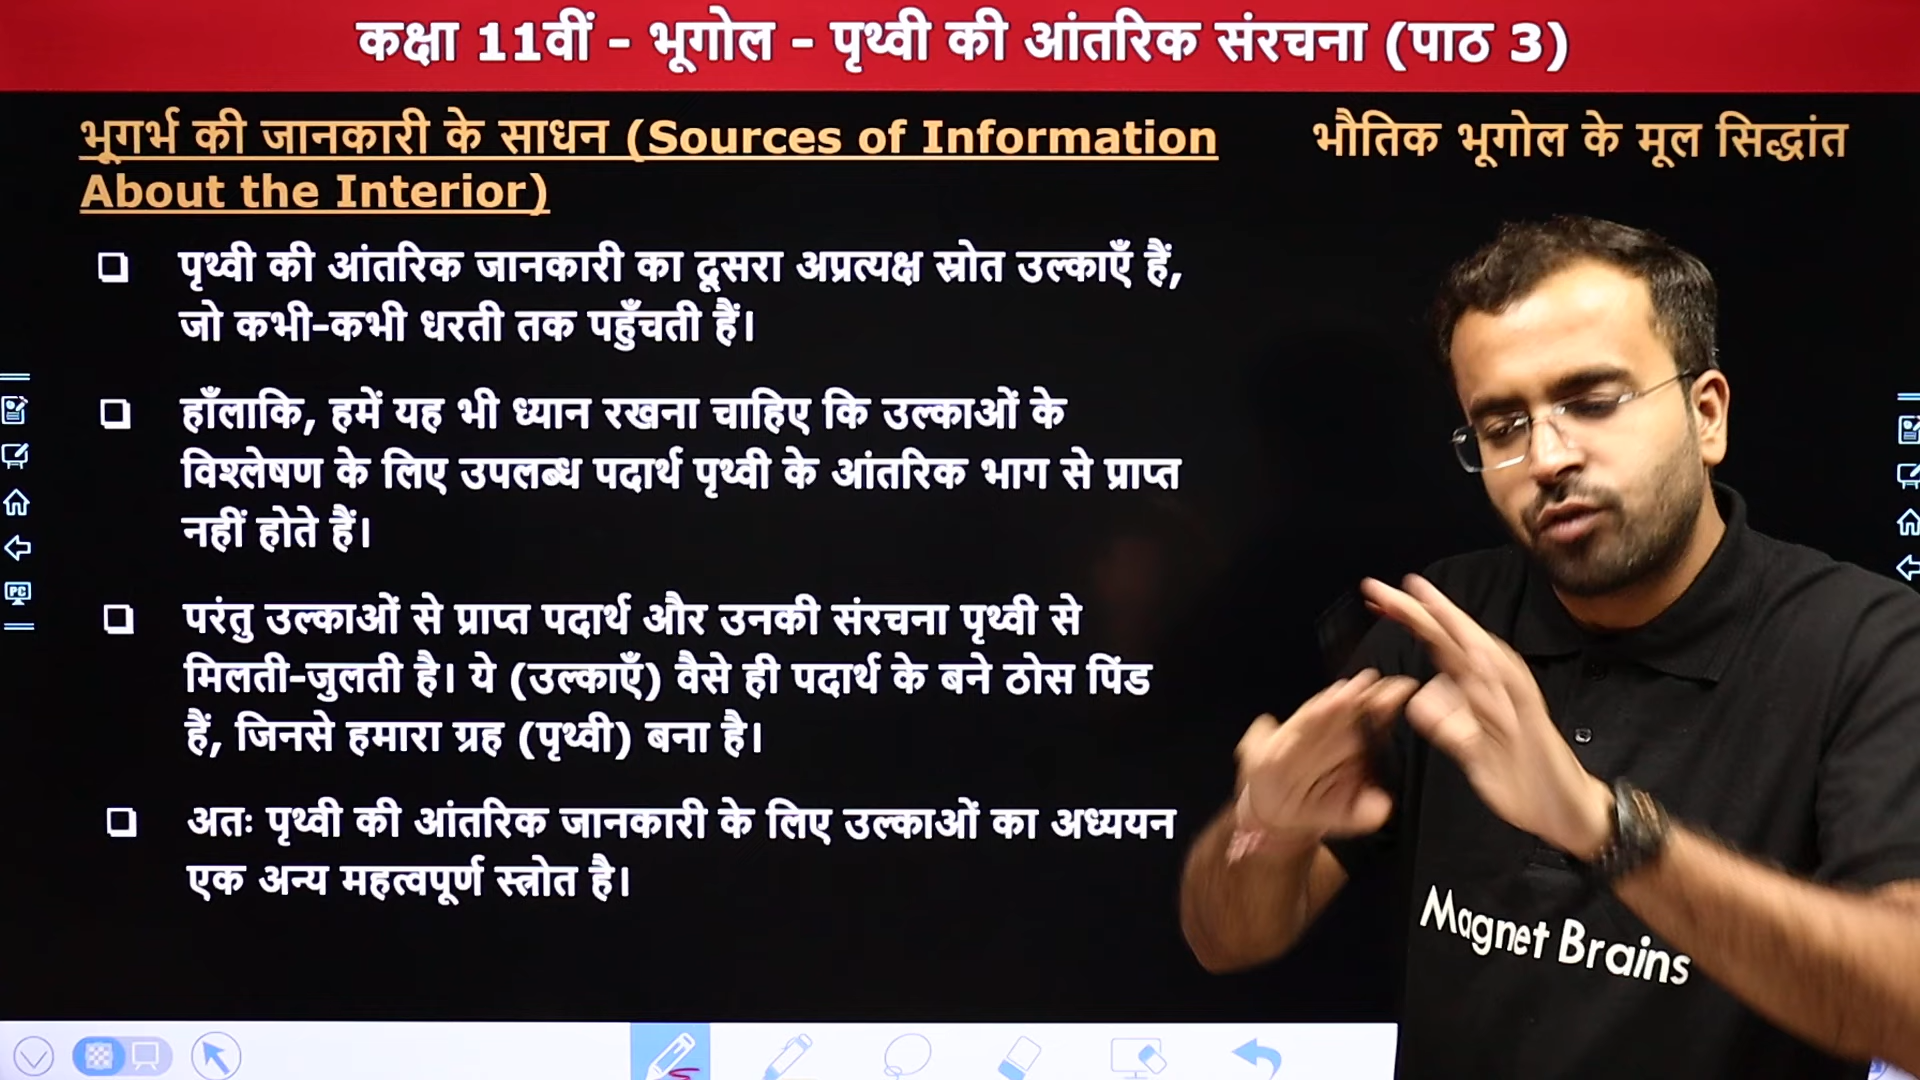 कक्षा 11वीं - भूगोल - पृथ्वी की आंतरिक संरचना (पाठ 3)
भूगर्भ की जानकारी के साधन (Sources of Information
About the Interior)
भौतिक भूगोल के मूल सिद्धांत
पृथ्वी की आंतरिक जानकारी का दूसरा अप्रत्यक्ष स्रोत उल्काएँ हैं,
जो कभी-कभी धरती तक पहुँचती हैं।
हाँलाकि, हमें यह भी ध्यान रखना चाहिए कि उल्काओं के
विश्लेषण के लिए उपलब्ध पदार्थ पृथ्वी के आंतरिक भाग से प्राप्त
नहीं होते हैं।
परंतु उल्काओं से प्राप्त पदार्थ और उनकी संरचना पृथ्वी से
मिलती-जुलती है। ये (उल्काएँ) वैसे ही पदार्थ के बने ठोस पिंड
हैं, जिनसे हमारा ग्रह (पृथ्वी) बना है।
अतः पृथ्वी की आंतरिक जानकारी के लिए उल्काओं का अध्ययन
एक अन्य महत्वपूर्ण स्त्रोत है।
Magnet Brains
PC